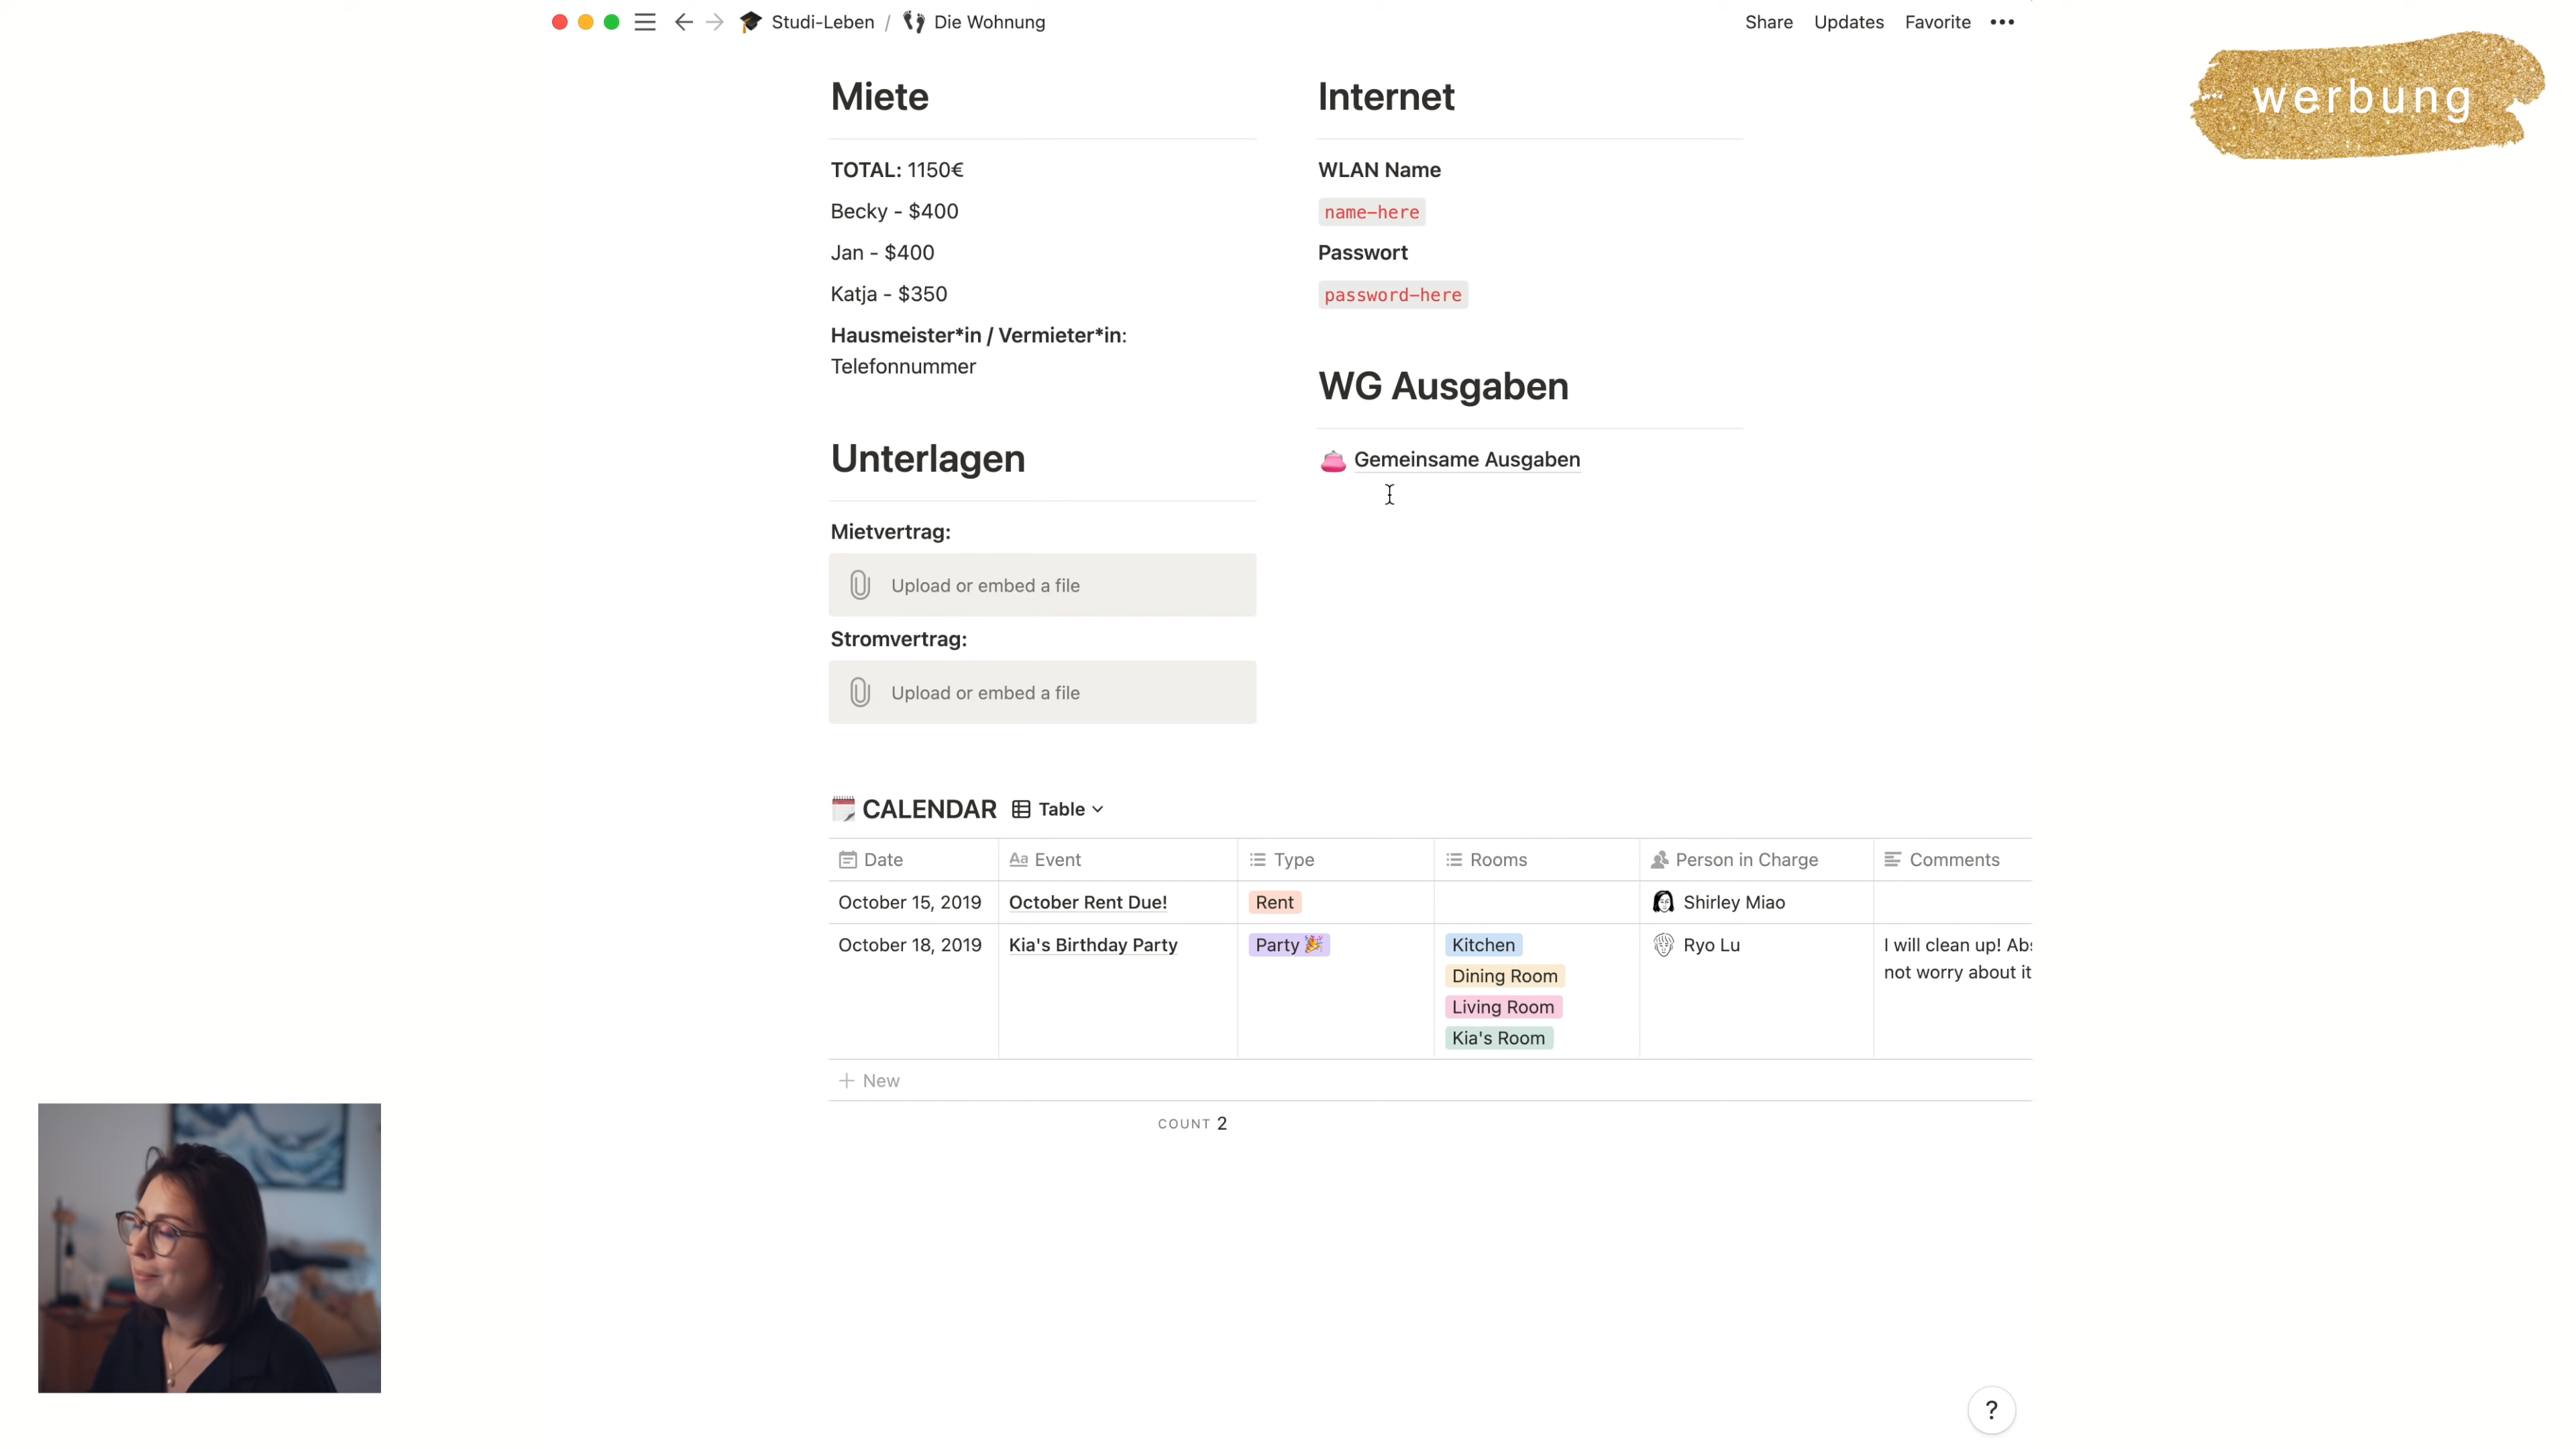 Studi-Leben / Die Wohnung
Share Updates Favorite
werbung
Miete
TOTAL: 1150€
Becky - $400
Jan - $400
Katja - $350
Hausmeister*in / Vermieter*in:
Telefonnummer
Unterlagen
Mietvertrag:
Upload or embed a file
Stromvertrag:
Upload or embed a file
Internet
WLAN Name
name-here
Passwort
password-here
WG Ausgaben
Gemeinsame Ausgaben
CALENDAR Table
Date Event Type Rooms Person in Charge Comments
October 15, 2019 October Rent Due! Rent Shirley Miao
October 18, 2019 Kia's Birthday Party Party Kitchen Ryo Lu I will clean up!
Dining Room not worry about it
Living Room
Kia's Room
+ New
COUNT 2
?